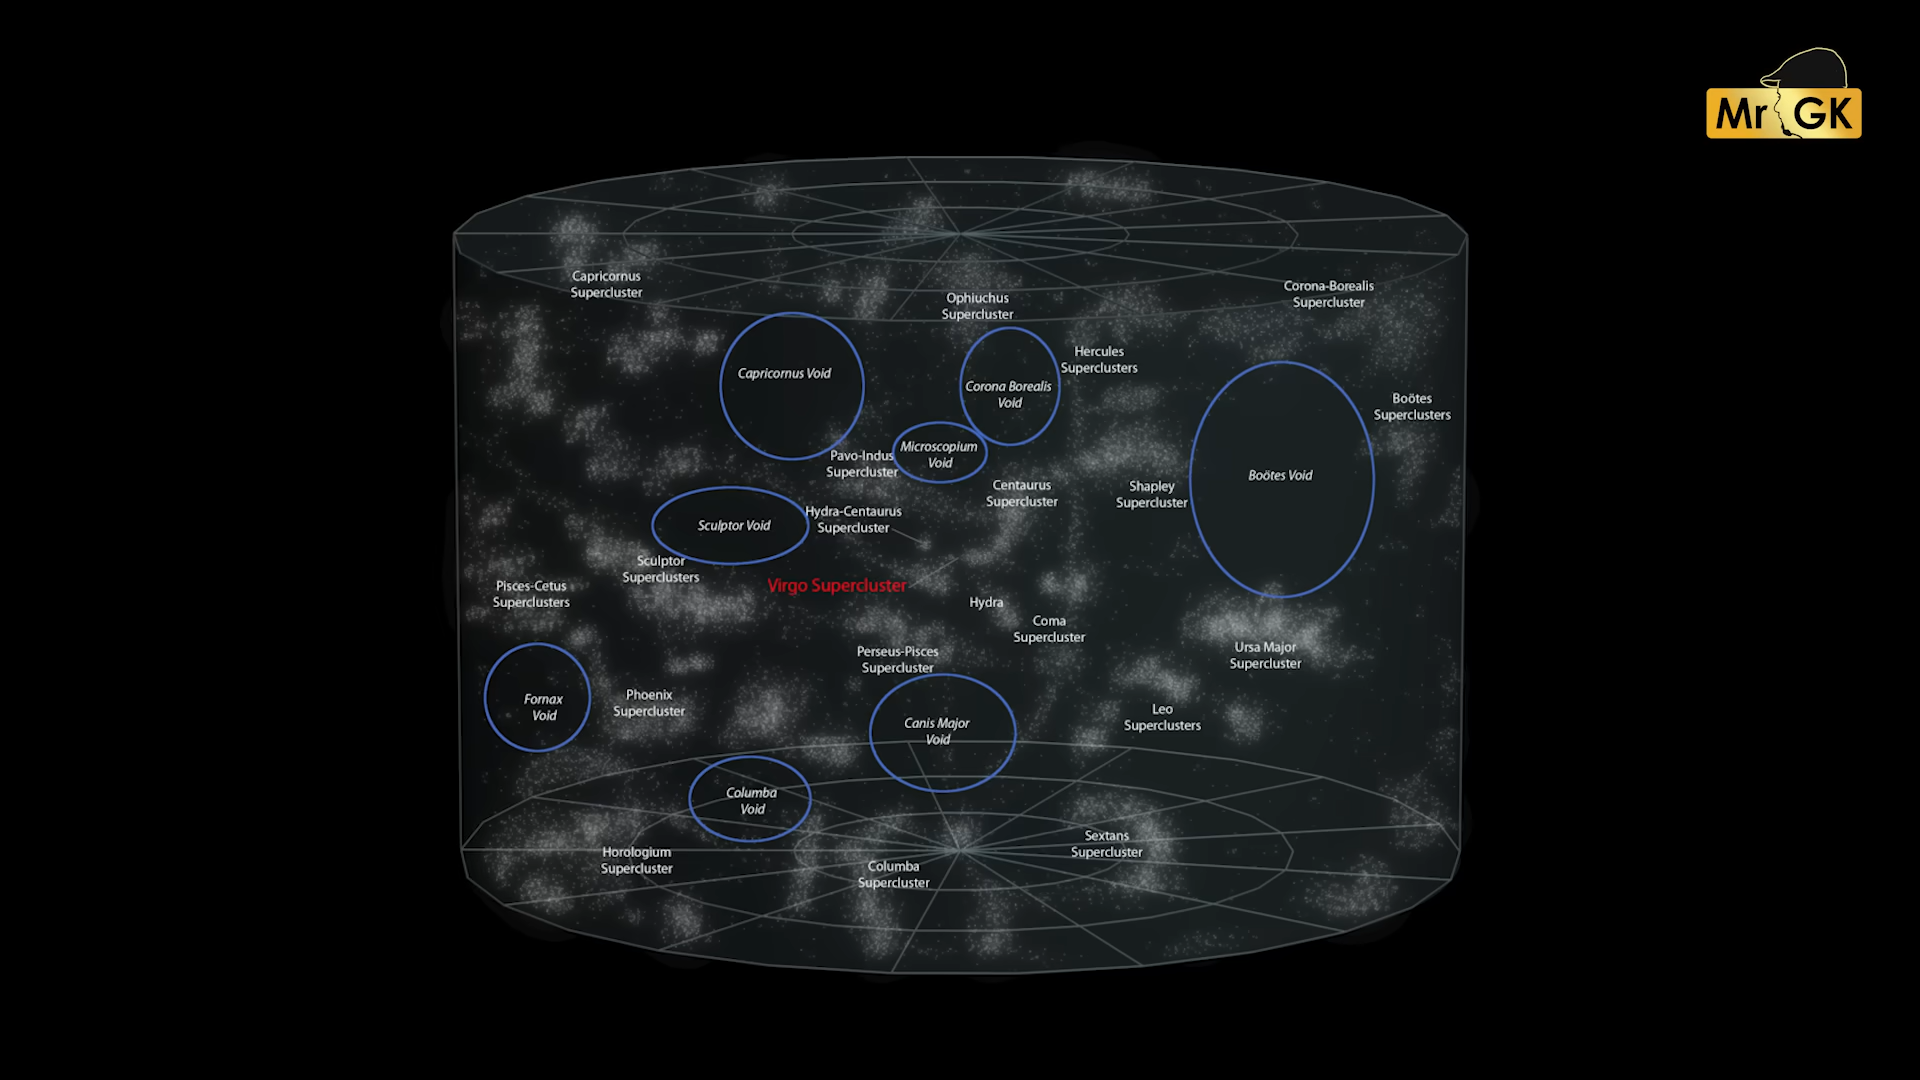 Mr GK
Capricornus
Supercluster
Ophiuchus
Supercluster
Corona-Borealis
Supercluster
Capricornus Void
Corona Borealis
Void
Hercules
Superclusters
Boötes
Superclusters
Microscopium
Void
Pavo-Indus
Supercluster
Centaurus
Supercluster
Shapley
Supercluster
Boötes Void
Sculptor Void
Hydra-Centaurus
Supercluster
Sculptor
Superclusters
Pisces-Cetus
Superclusters
Virgo Supercluster
Hydra
Coma
Supercluster
Perseus-Pisces
Supercluster
Ursa Major
Supercluster
Fornax
Void
Phoenix
Supercluster
Canis Major
Void
Leo
Superclusters
Columba
Void
Horologium
Supercluster
Columba
Supercluster
Sextans
Supercluster